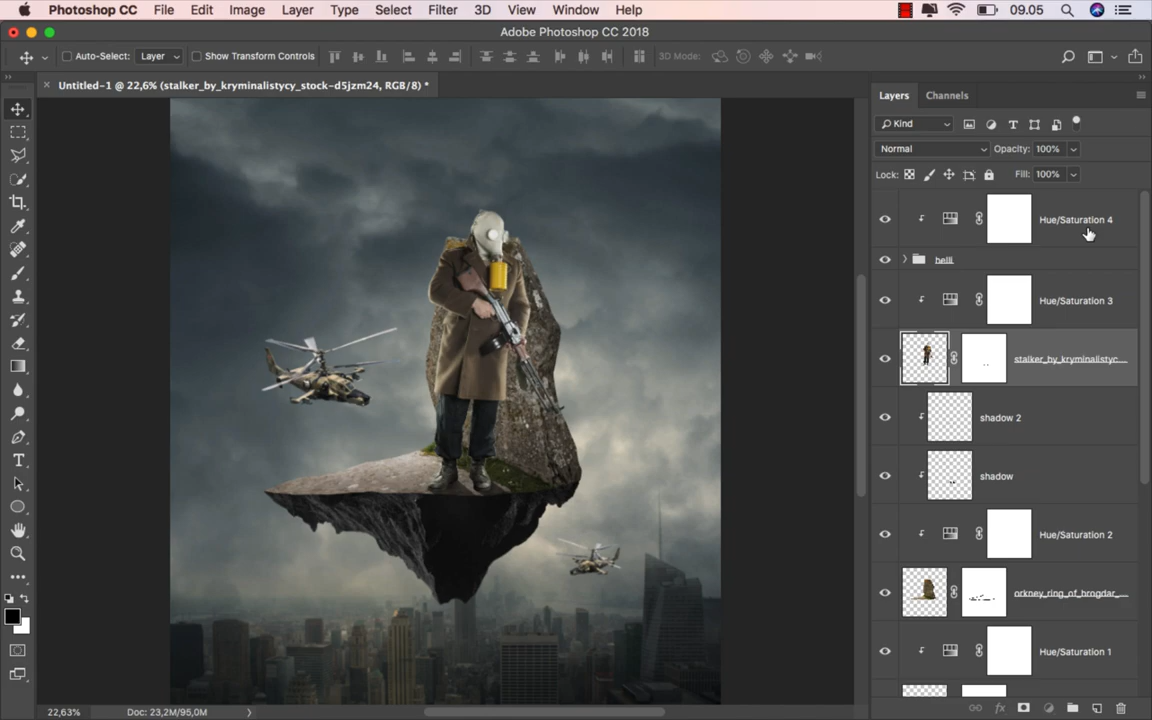 Photoshop CC File Edit Image Layer Type Select Filter 3D View Window Help 09.05
Adobe Photoshop CC 2018
Auto-Select: Layer Show Transform Controls 3D Mode:
Untitled-1 @ 22,6% (stalker_by_kryminalistycy_stock-d5jzm24, RGB/8) *
Layers Channels
Kind
Normal Opacity: 100%
Lock: Fill: 100%
Hue/Saturation 4
helli
Hue/Saturation 3
stalker_by_kryminalistyc...
shadow 2
shadow
Hue/Saturation 2
orkney_ring_of_brogdar_...
Hue/Saturation 1
22,63% Doc: 23,2M/95,0M